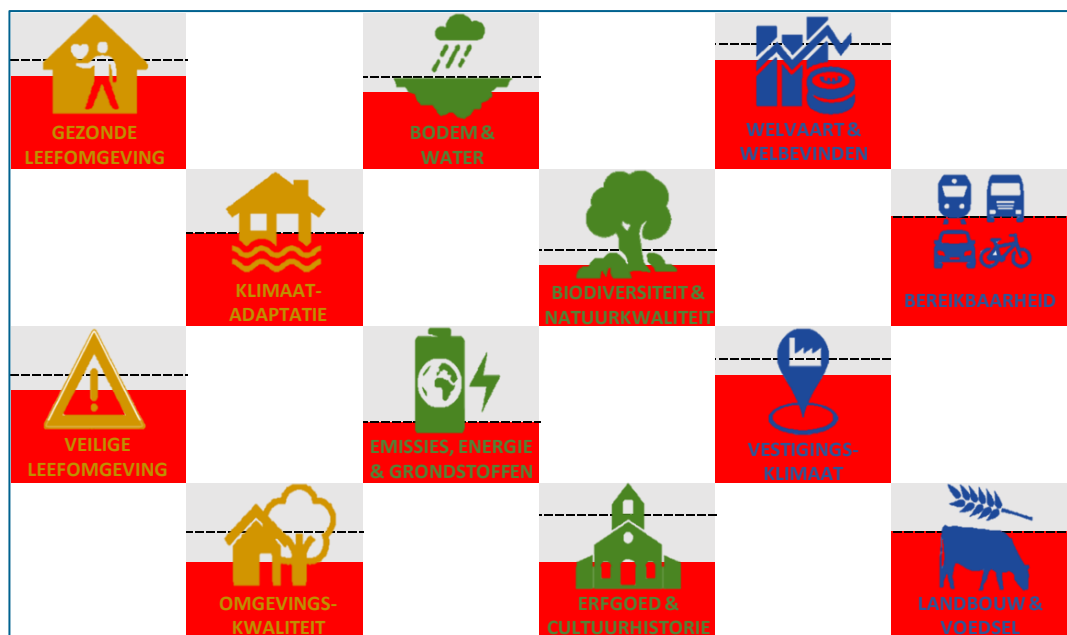 GEZONDE
LEEFOMGEVING
BODEM &
WATER
WELVAART &
WELBEVINDEN
KLIMAAT-
ADAPTATIE
BIODIVERSITEIT &
NATUURKWALITEIT
BEREIKBAARHEID
VEILIGE
LEEFOMGEVING
EMISSIES, ENERGIE
& GRONDSTOFFEN
VESTIGINGS-
KLIMAAT
OMGEVINGS-
KWALITEIT
ERFGOED &
CULTUURHISTORIE
LANDBOUW &
VOEDSEL